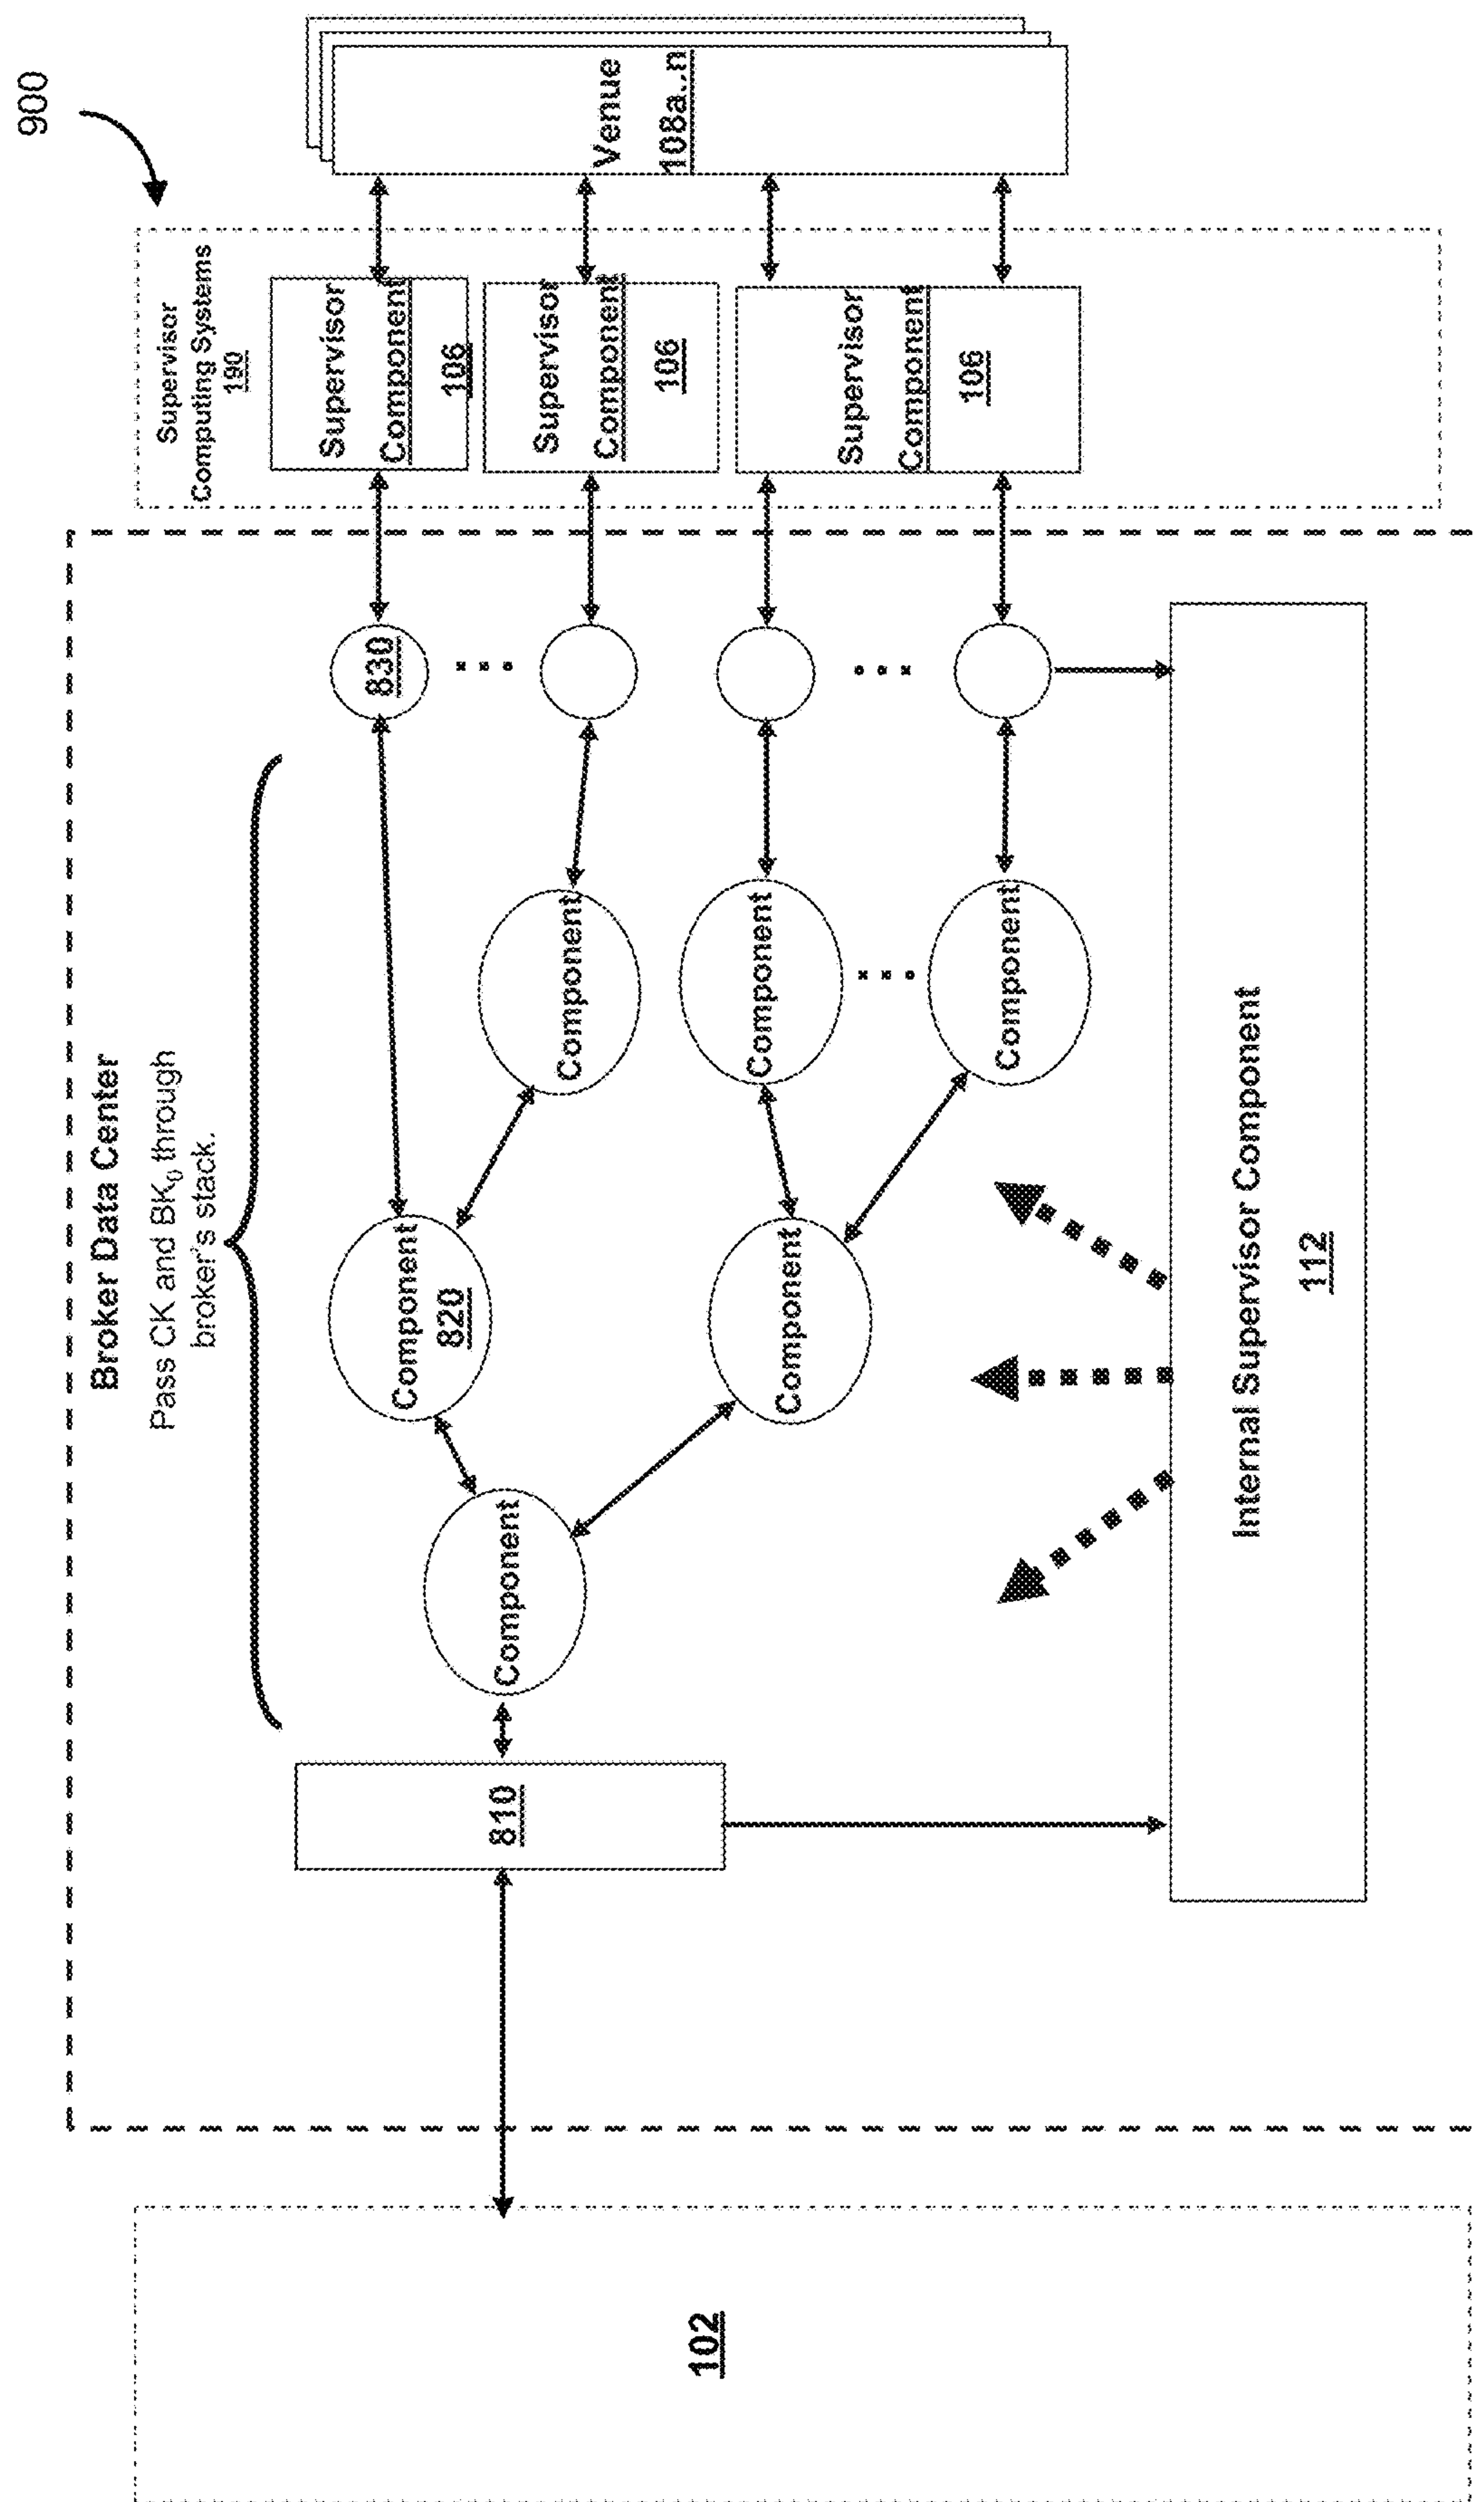 900
Broker Data Center
Pass CK and BK0 through
broker's stack.
Supervisor
Computing Systems
190
102
810
Component
Component
820
Component
Component
Component
Component
830
Supervisor
Component
106
Supervisor
Component
106
Supervisor
Component
106
Venue
108a..n
Internal Supervisor Component
112